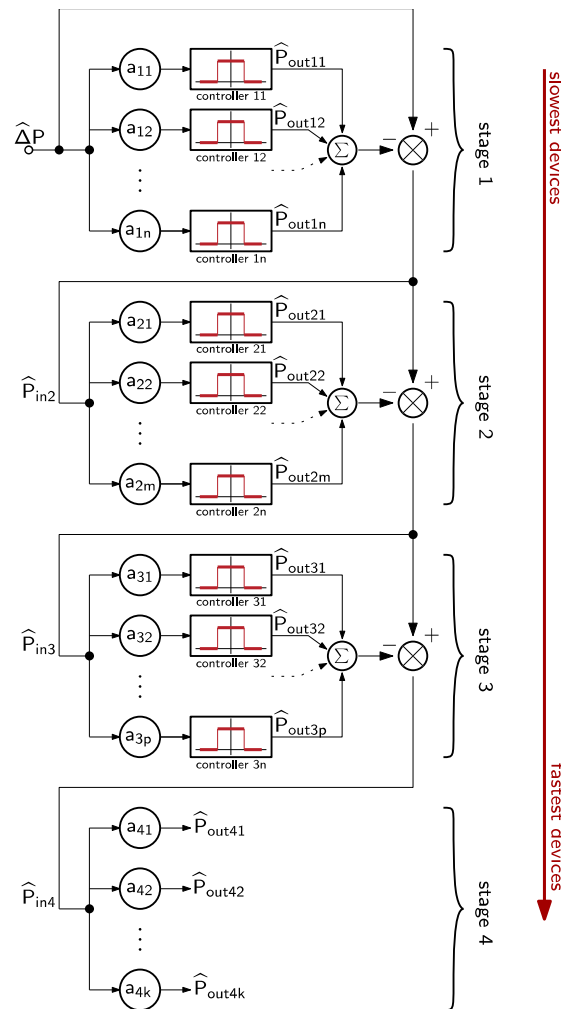 P̂out11
a11
controller 11
P̂out12
a12
controller 12
Δ̂P
Σ
− +
P̂out1n
a1n
controller 1n
stage 1
slowest devices
P̂out21
a21
controller 21
P̂out22
a22
controller 22
P̂in2
Σ
− +
P̂out2m
a2m
controller 2n
stage 2
P̂out31
a31
controller 31
P̂out32
a32
controller 32
P̂in3
Σ
− +
P̂out3p
a3p
controller 3n
stage 3
a41 P̂out41
a42 P̂out42
P̂in4
a4k P̂out4k
stage 4
fastest devices